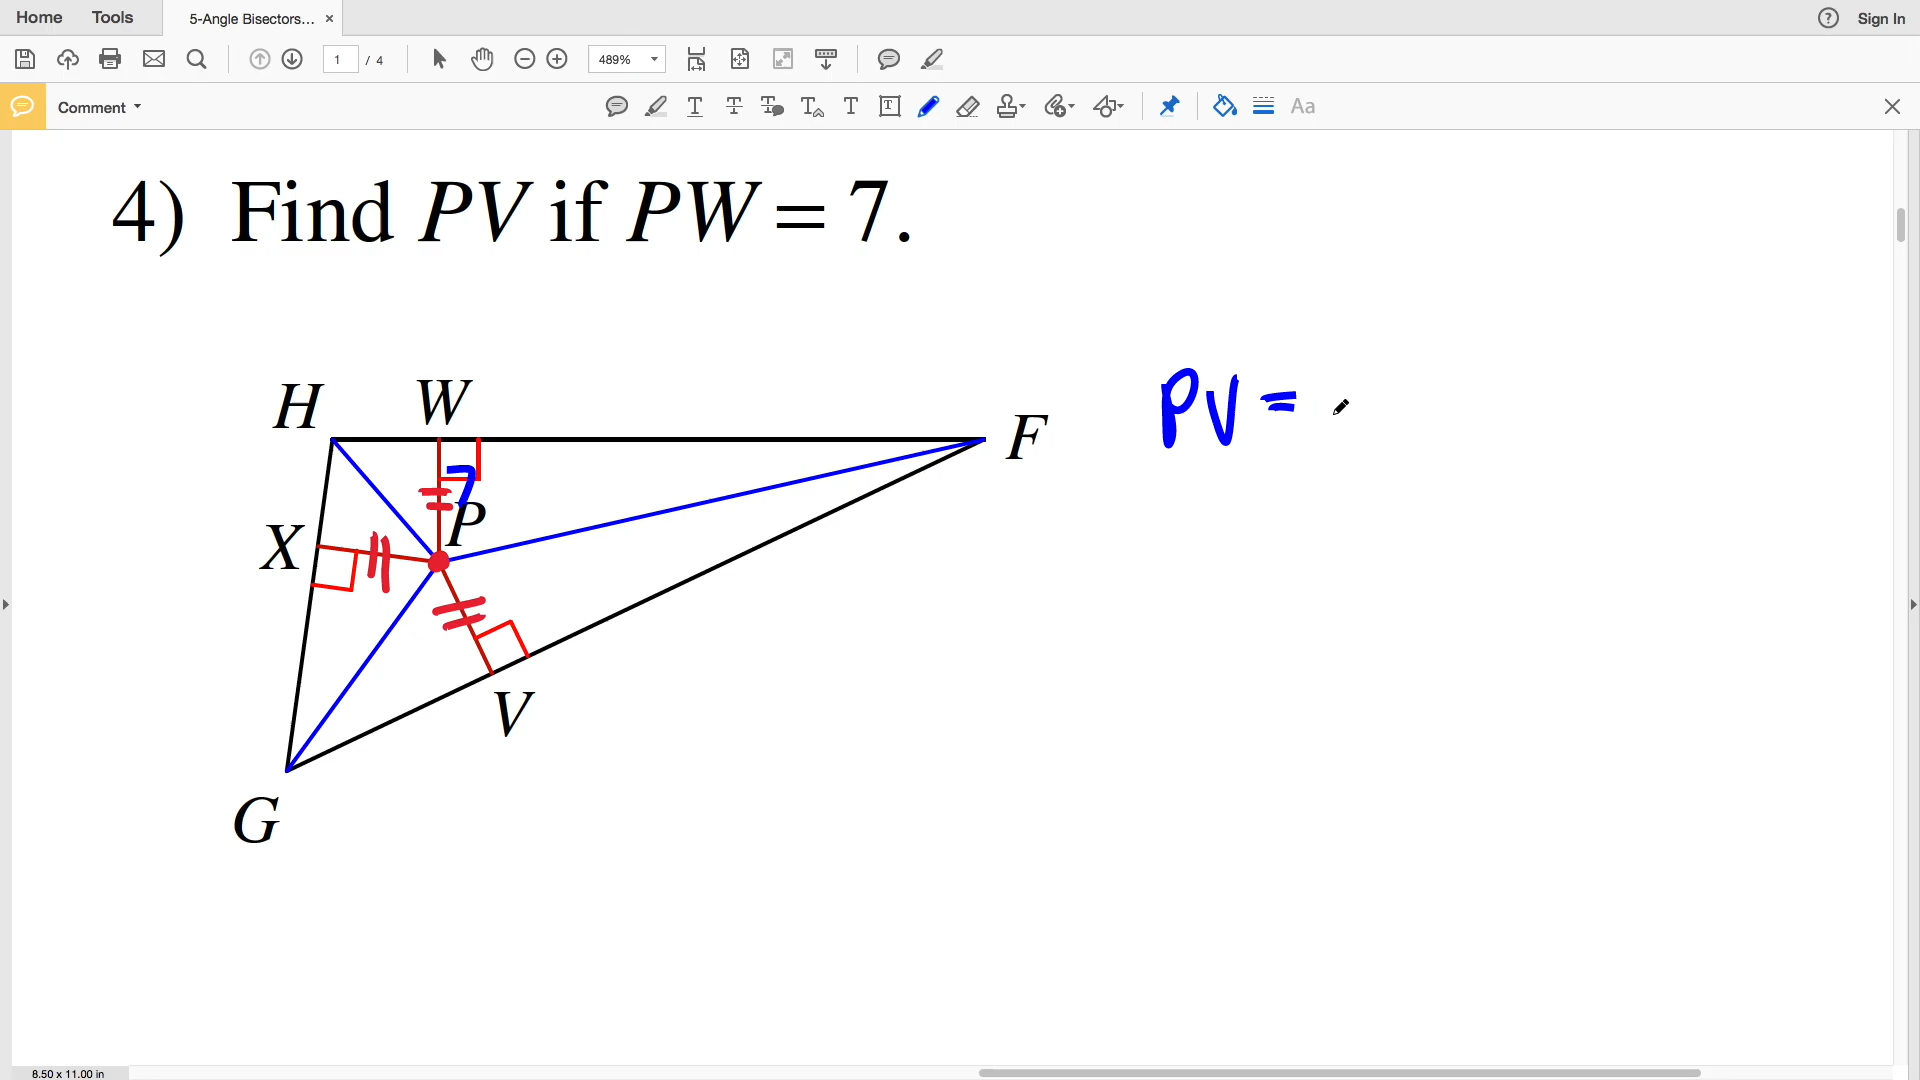 Home Tools 5-Angle Bisectors... × ? Sign In
1 / 4 489%
Comment T T T T T T Aa
4) Find PV if PW = 7.
H W F
PV =
7
X P
V
G
8.50 x 11.00 in